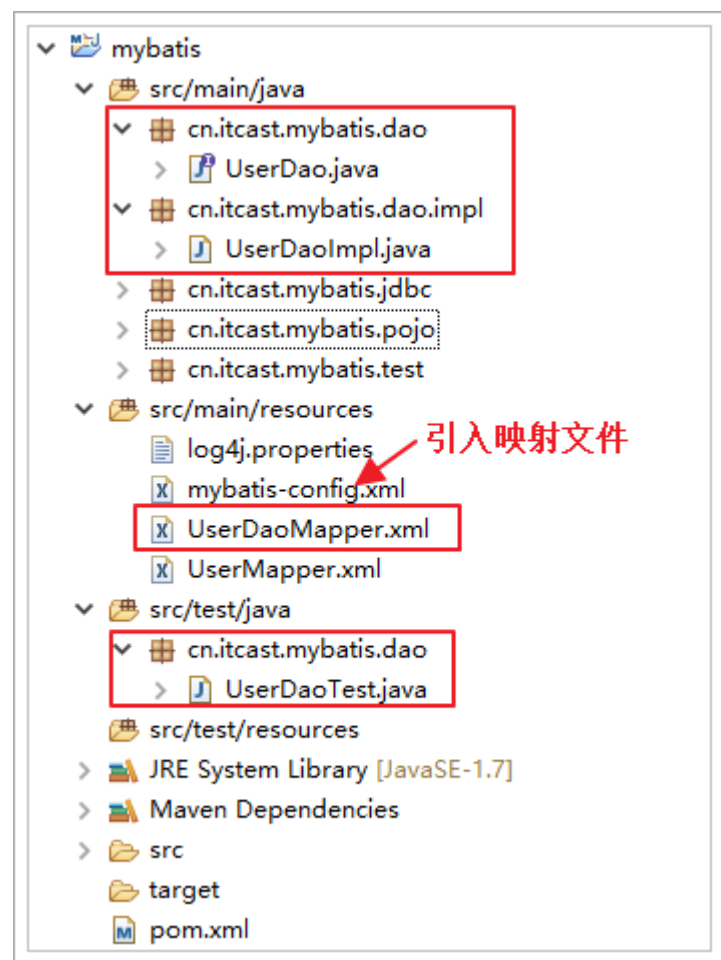 mybatis
src/main/java
cn.itcast.mybatis.dao
UserDao.java
cn.itcast.mybatis.dao.impl
UserDaoImpl.java
cn.itcast.mybatis.jdbc
cn.itcast.mybatis.pojo
cn.itcast.mybatis.test
src/main/resources
log4j.properties
引入映射文件
mybatis-config.xml
UserDaoMapper.xml
UserMapper.xml
src/test/java
cn.itcast.mybatis.dao
UserDaoTest.java
src/test/resources
JRE System Library [JavaSE-1.7]
Maven Dependencies
src
target
pom.xml